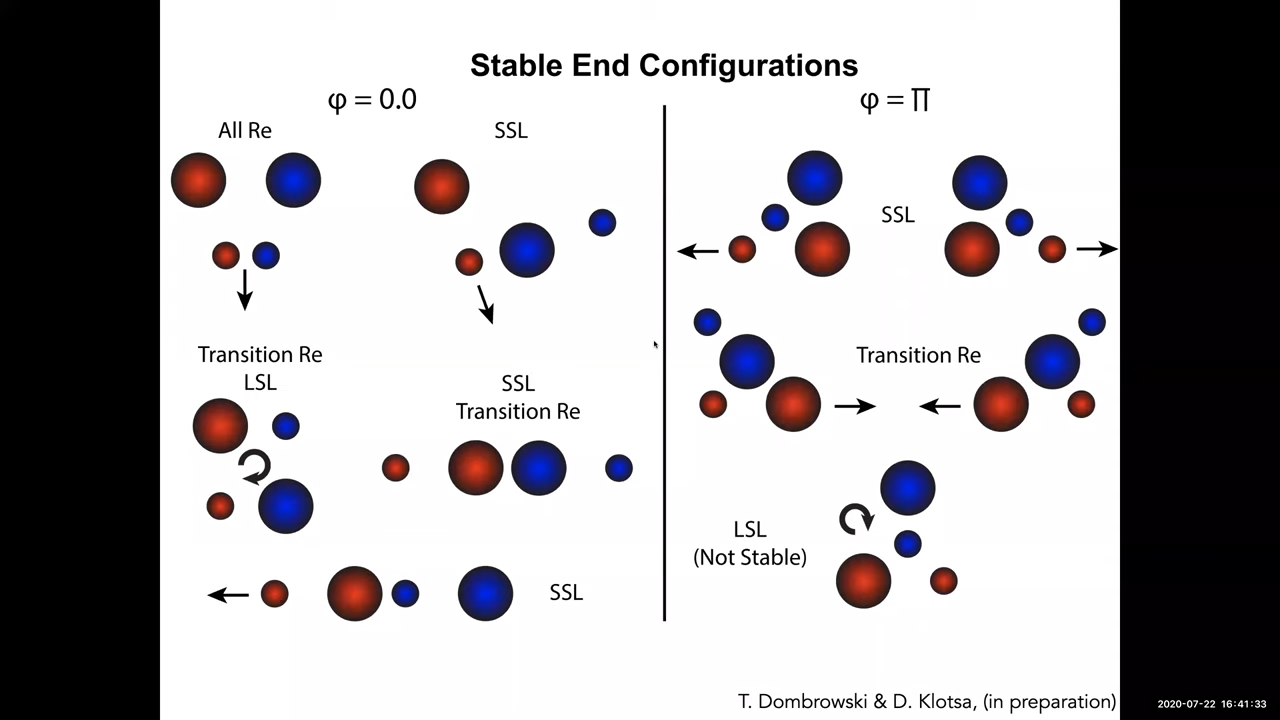 Stable End Configurations
φ = 0.0
φ = Π
All Re
SSL
SSL
Transition Re
LSL
SSL
Transition Re
Transition Re
LSL
(Not Stable)
SSL
T. Dombrowski & D. Klotsa, (in preparation)
2020-07-22 16:41:33